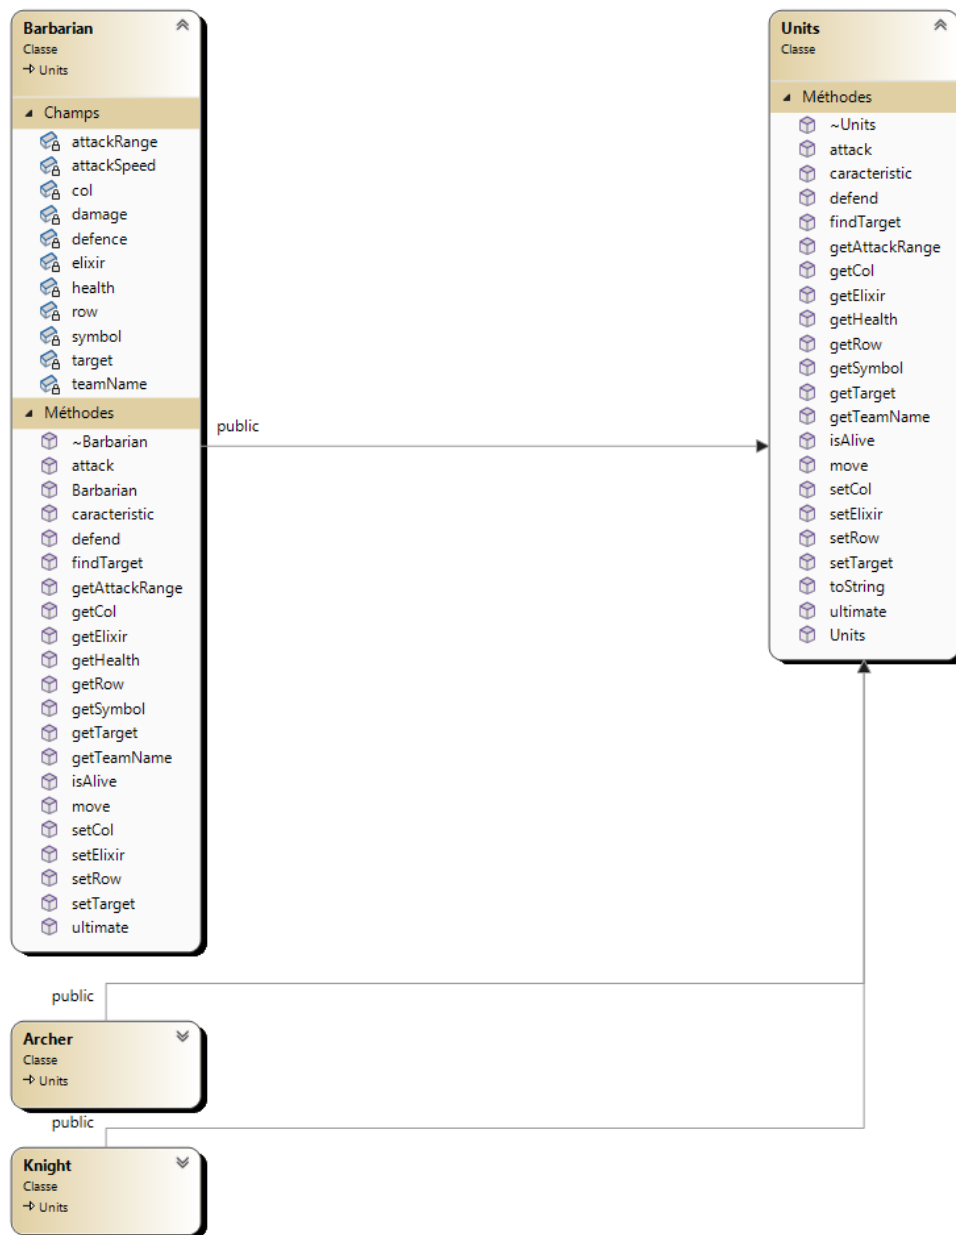 Barbarian
Classe
Units
Champs
attackRange
attackSpeed
col
damage
defence
elixir
health
row
symbol
target
teamName
Méthodes
~Barbarian
attack
Barbarian
caracteristic
defend
findTarget
getAttackRange
getCol
getElixir
getHealth
getRow
getSymbol
getTarget
getTeamName
isAlive
move
setCol
setElixir
setRow
setTarget
ultimate
public
Units
Classe
Méthodes
~Units
attack
caracteristic
defend
findTarget
getAttackRange
getCol
getElixir
getHealth
getRow
getSymbol
getTarget
getTeamName
isAlive
move
setCol
setElixir
setRow
setTarget
toString
ultimate
Units
public
Archer
Classe
Units
public
Knight
Classe
Units